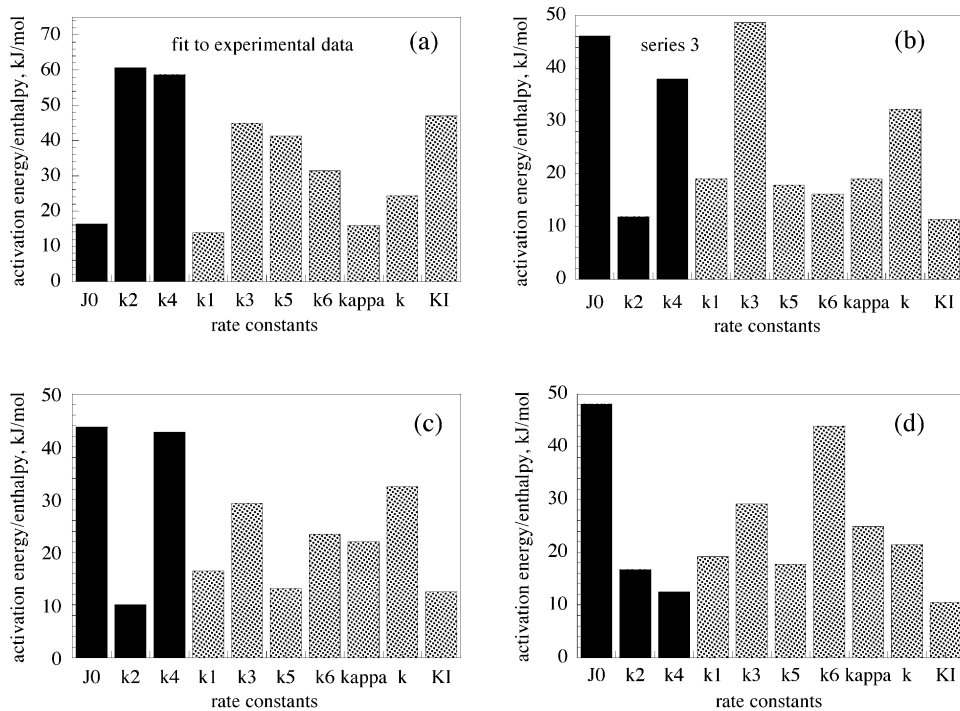 activation energy/enthalpy, kJ/mol
70
60
50
40
30
20
10
0
fit to experimental data
(a)
J0 k2 k4 k1 k3 k5 k6 kappa k KI
rate constants
activation energy/enthalpy, kJ/mol
50
40
30
20
10
0
series 3
(b)
J0 k2 k4 k1 k3 k5 k6 kappa k KI
rate constants
activation energy/enthalpy, kJ/mol
50
40
30
20
10
0
(c)
J0 k2 k4 k1 k3 k5 k6 kappa k KI
rate constants
activation energy/enthalpy, kJ/mol
50
40
30
20
10
0
(d)
J0 k2 k4 k1 k3 k5 k6 kappa k KI
rate constants